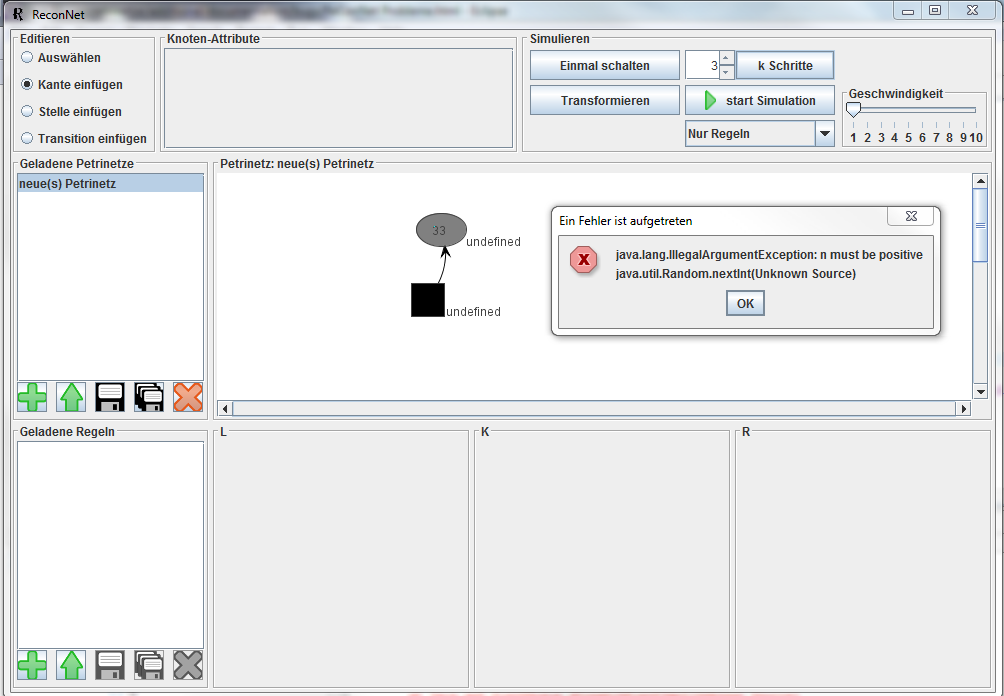 ReconNet
Editieren
Auswählen
Kante einfügen
Stelle einfügen
Transition einfügen
Knoten-Attribute
Simulieren
Einmal schalten
3
k Schritte
Transformieren
start Simulation
Nur Regeln
Geschwindigkeit
1 2 3 4 5 6 7 8 9 10
Geladene Petrinetze
neue(s) Petrinetz
Petrinetz: neue(s) Petrinetz
33
undefined
undefined
Ein Fehler ist aufgetreten
java.lang.IllegalArgumentException: n must be positive
java.util.Random.nextInt(Unknown Source)
OK
Geladene Regeln
L
K
R